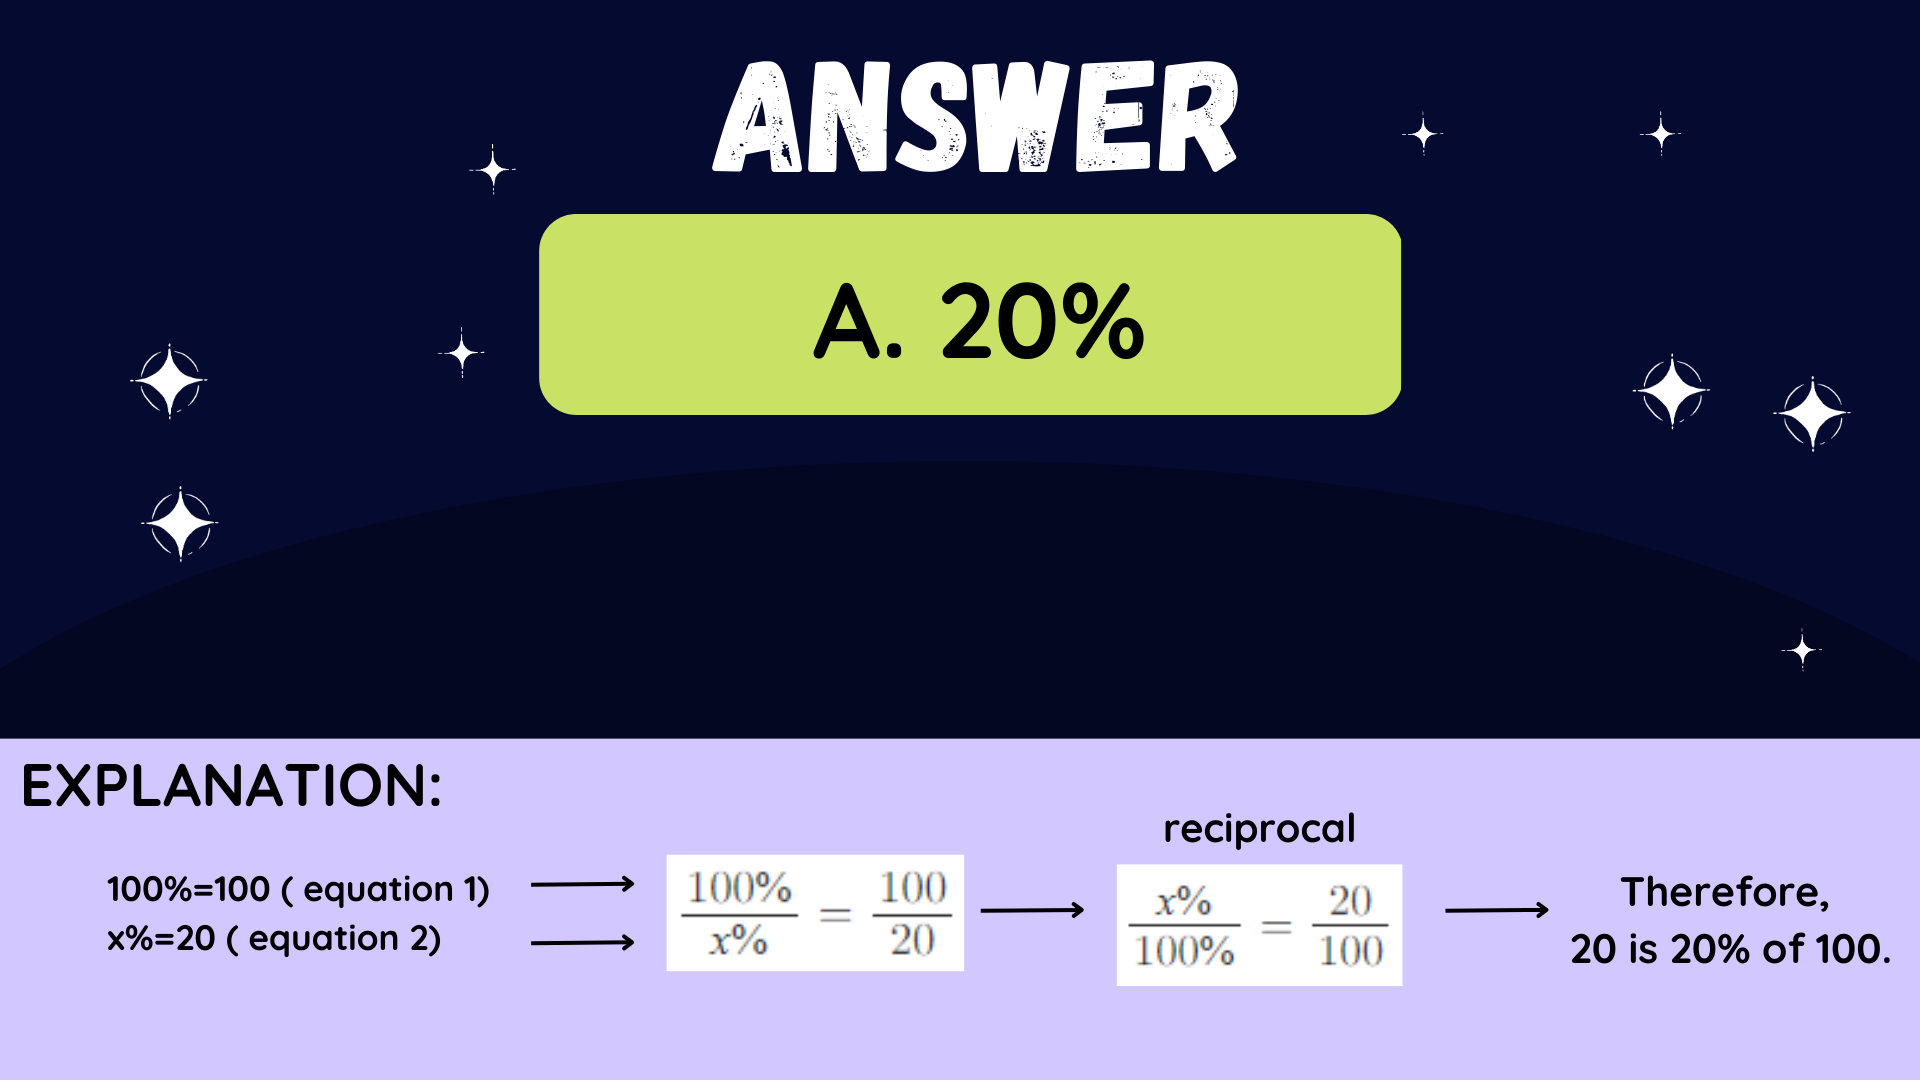 ANSWER
A. 20%
EXPLANATION:
100%=100 ( equation 1)
x%=20 ( equation 2)
100%/x% = 100/20
reciprocal
x%/100% = 20/100
Therefore,
20 is 20% of 100.